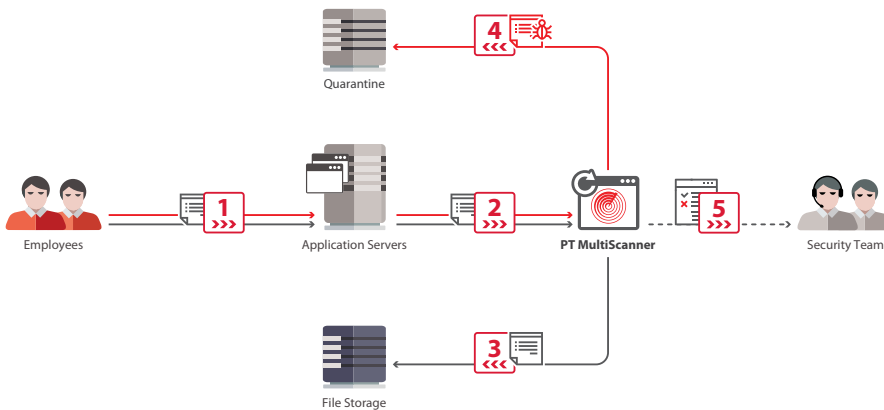 4
<<<
Quarantine
1
>>>
2
>>>
5
>>>
Employees
Application Servers
PT MultiScanner
Security Team
3
<<<
File Storage